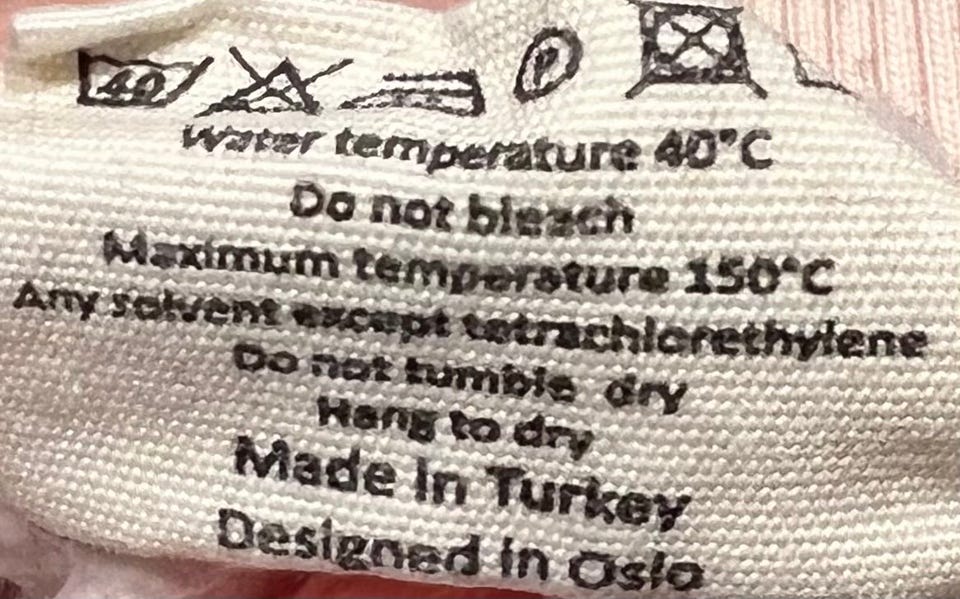 40 P
Water temperature 40°C
Do not bleach
Maximum temperature 150°C
Any solvent except tetrachlorethylene
Do not tumble dry
Hang to dry
Made in Turkey
Designed in Oslo